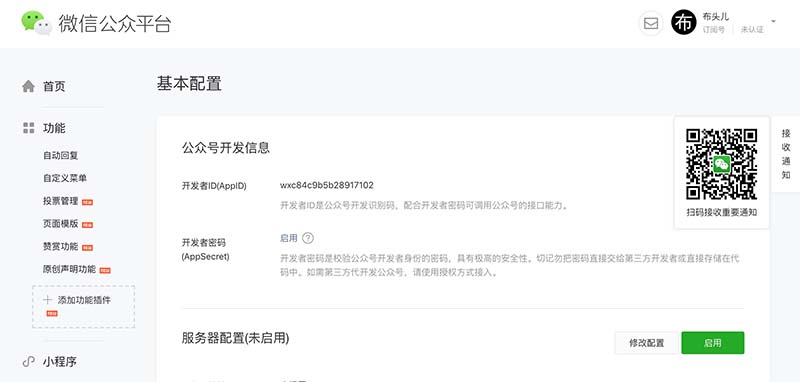 微信公众平台
布
布头儿
订阅号 未认证
首页
功能
自动回复
自定义菜单
投票管理 NEW
页面模版 NEW
赞赏功能 NEW
原创声明功能 NEW
添加功能插件
NEW
小程序
基本配置
公众号开发信息
开发者ID(AppID)
wxc84c9b5b28917102
开发者ID是公众号开发识别码，配合开发者密码可调用公众号的接口能力。
开发者密码
(AppSecret)
启用 ?
开发者密码是校验公众号开发者身份的密码，具有极高的安全性。切记勿把密码直接交给第三方开发者或直接存储在代
码中。如需第三方代开发公众号，请使用授权方式接入。
服务器配置(未启用)
修改配置
启用
扫码接收重要通知
接
收
通
知